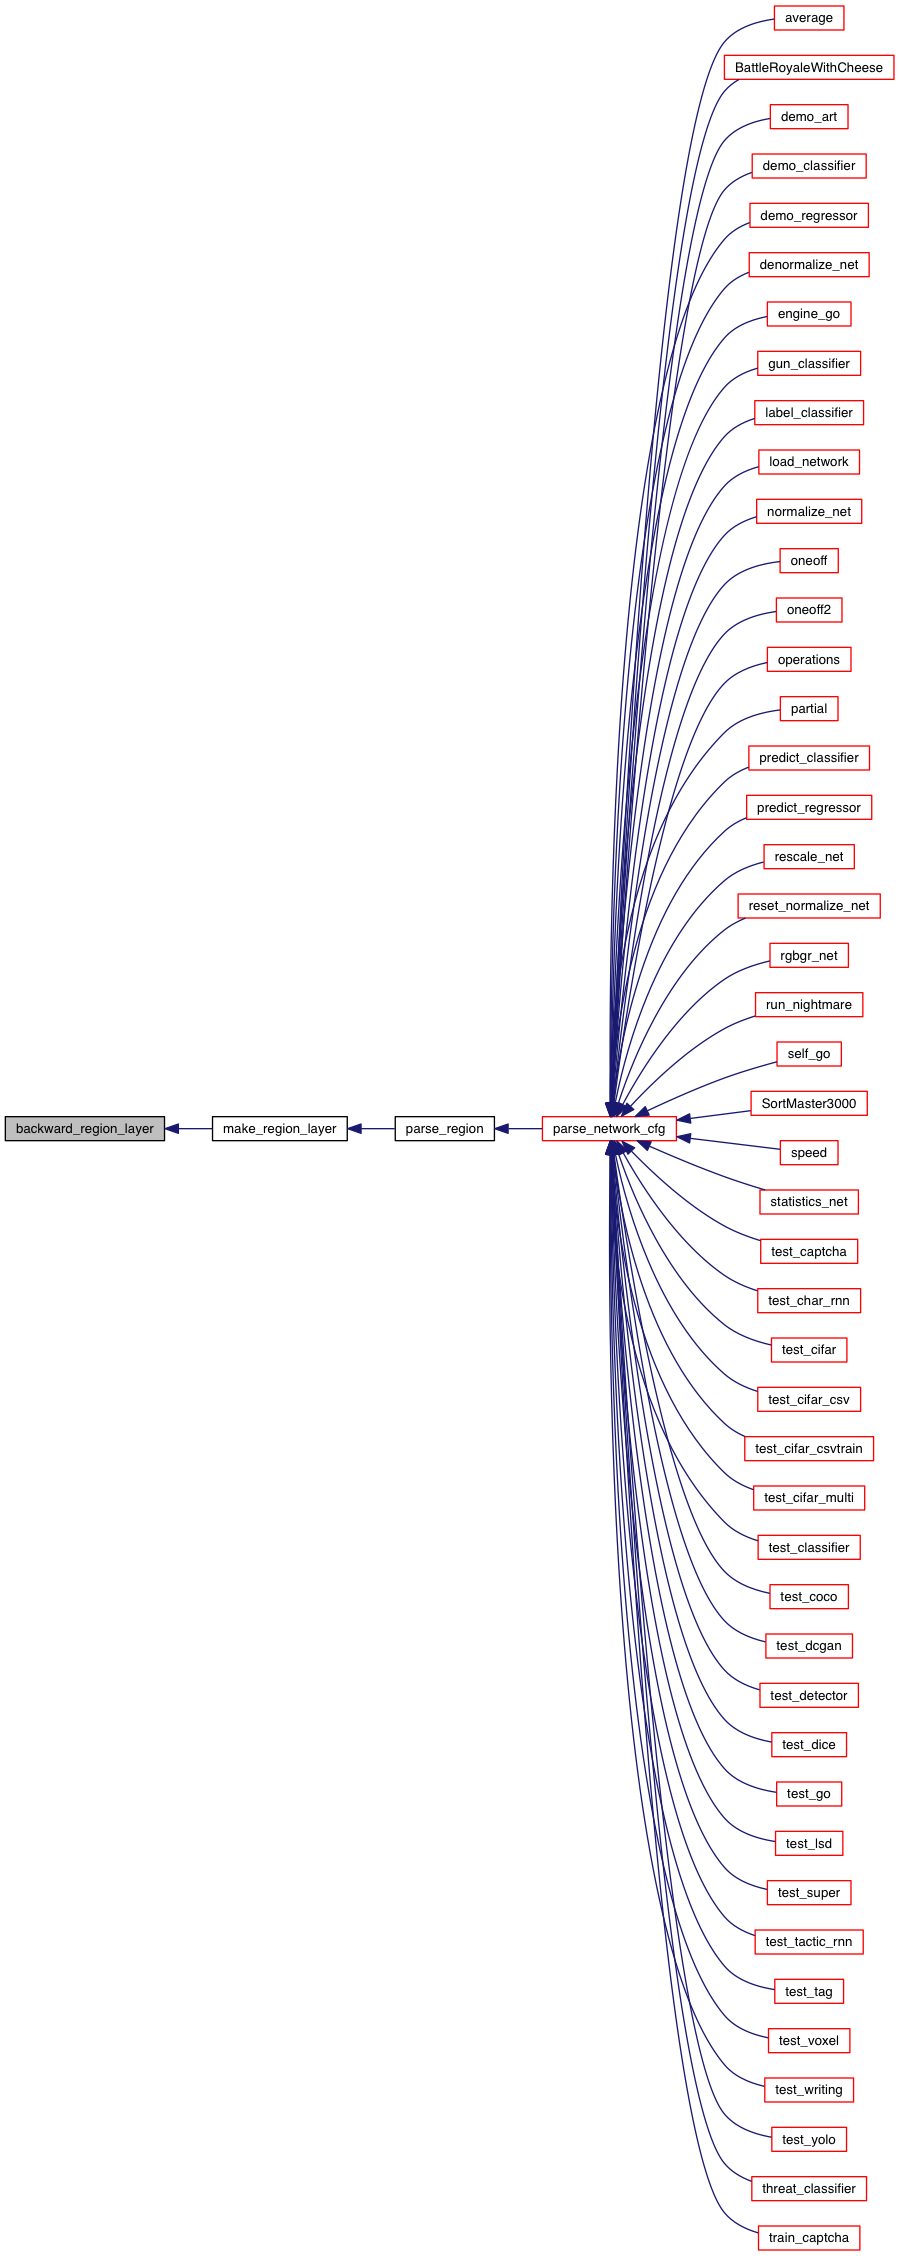 average
BattleRoyaleWithCheese
demo_art
demo_classifier
demo_regressor
denormalize_net
engine_go
gun_classifier
label_classifier
load_network
normalize_net
oneoff
oneoff2
operations
partial
predict_classifier
predict_regressor
rescale_net
reset_normalize_net
rgbgr_net
run_nightmare
self_go
SortMaster3000
backward_region_layer
make_region_layer
parse_region
parse_network_cfg
speed
statistics_net
test_captcha
test_char_rnn
test_cifar
test_cifar_csv
test_cifar_csvtrain
test_cifar_multi
test_classifier
test_coco
test_dcgan
test_detector
test_dice
test_go
test_lsd
test_super
test_tactic_rnn
test_tag
test_voxel
test_writing
test_yolo
threat_classifier
train_captcha